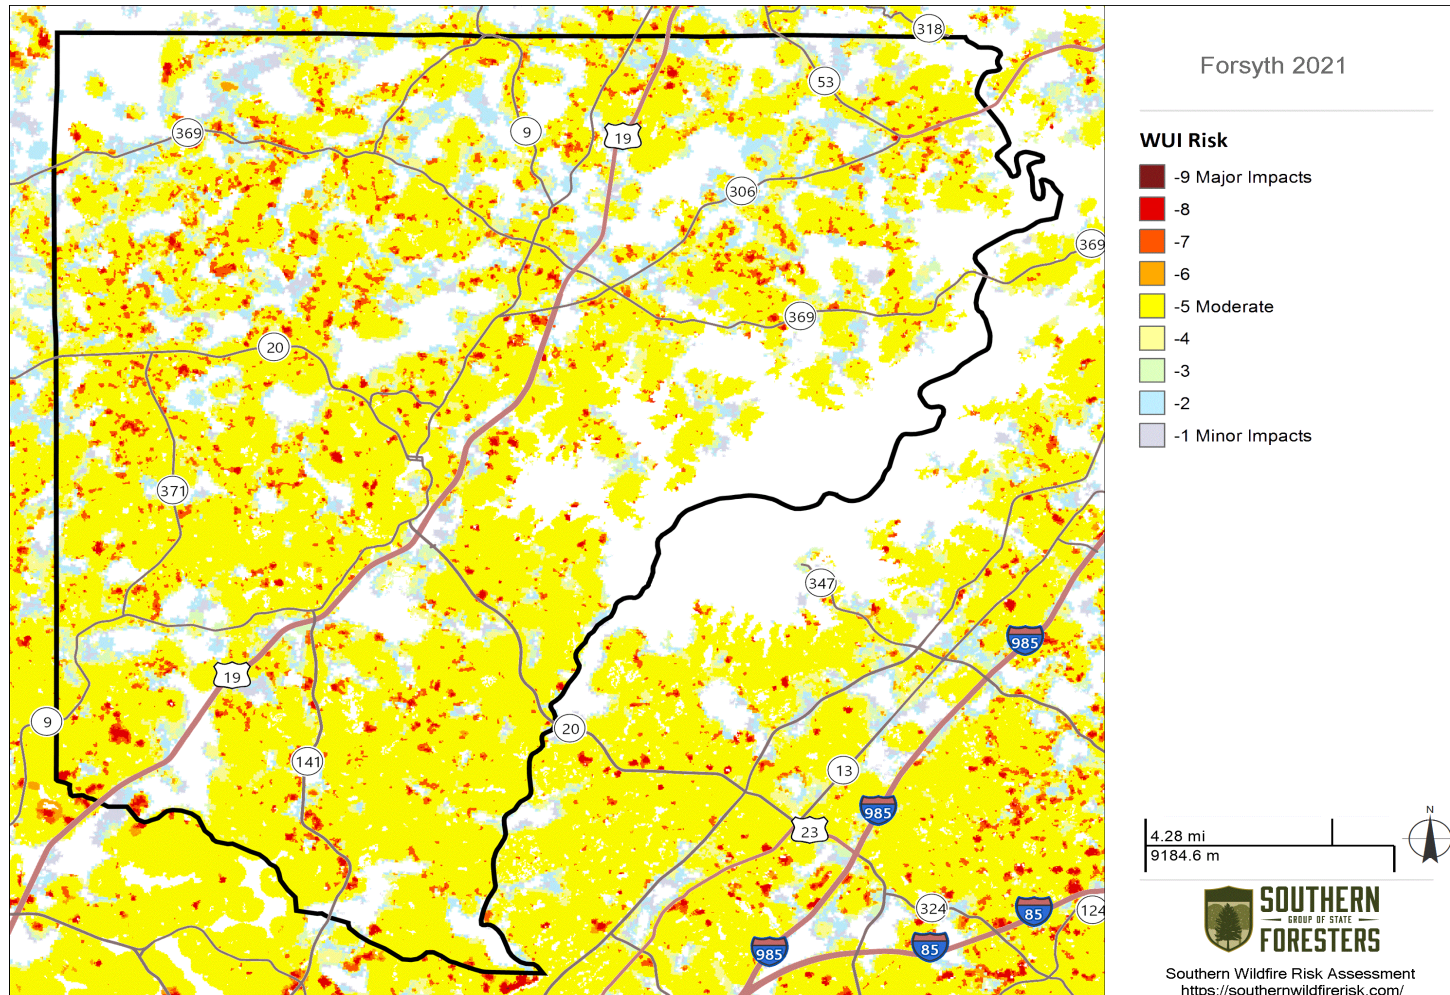 318
Forsyth 2021
53
369
9
19
WUI Risk
-9 Major Impacts
306
-8
369
-7
-6
-5 Moderate
369
20
-4
-3
-2
-1 Minor Impacts
371
347
985
19
9
20
141
13
985
23
N
4.28 mi
9184.6 m
SOUTHERN
GROUP OF STATE
FORESTERS
324
85
124
985
85
Southern Wildfire Risk Assessment
https://southernwildfirerisk.com/